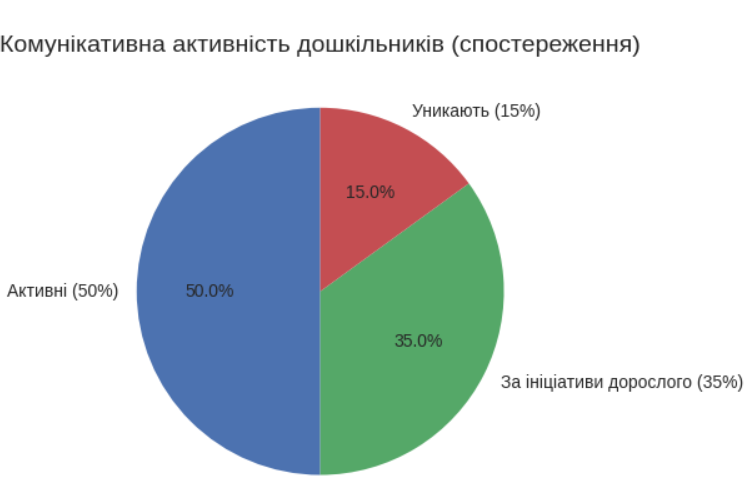 Комунікативна активність дошкільників (спостереження)
Уникають (15%)
15.0%
Активні (50%)
50.0%
35.0%
За ініціативи дорослого (35%)